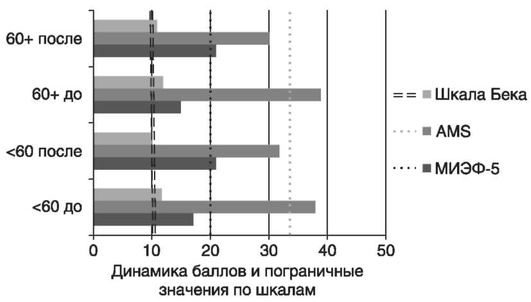 60+ после
60+ до
<60 после
<60 до
0 10 20 30 40 50
Динамика баллов и пограничные
значения по шкалам
Шкала Бека
AMS
МИЭФ-5